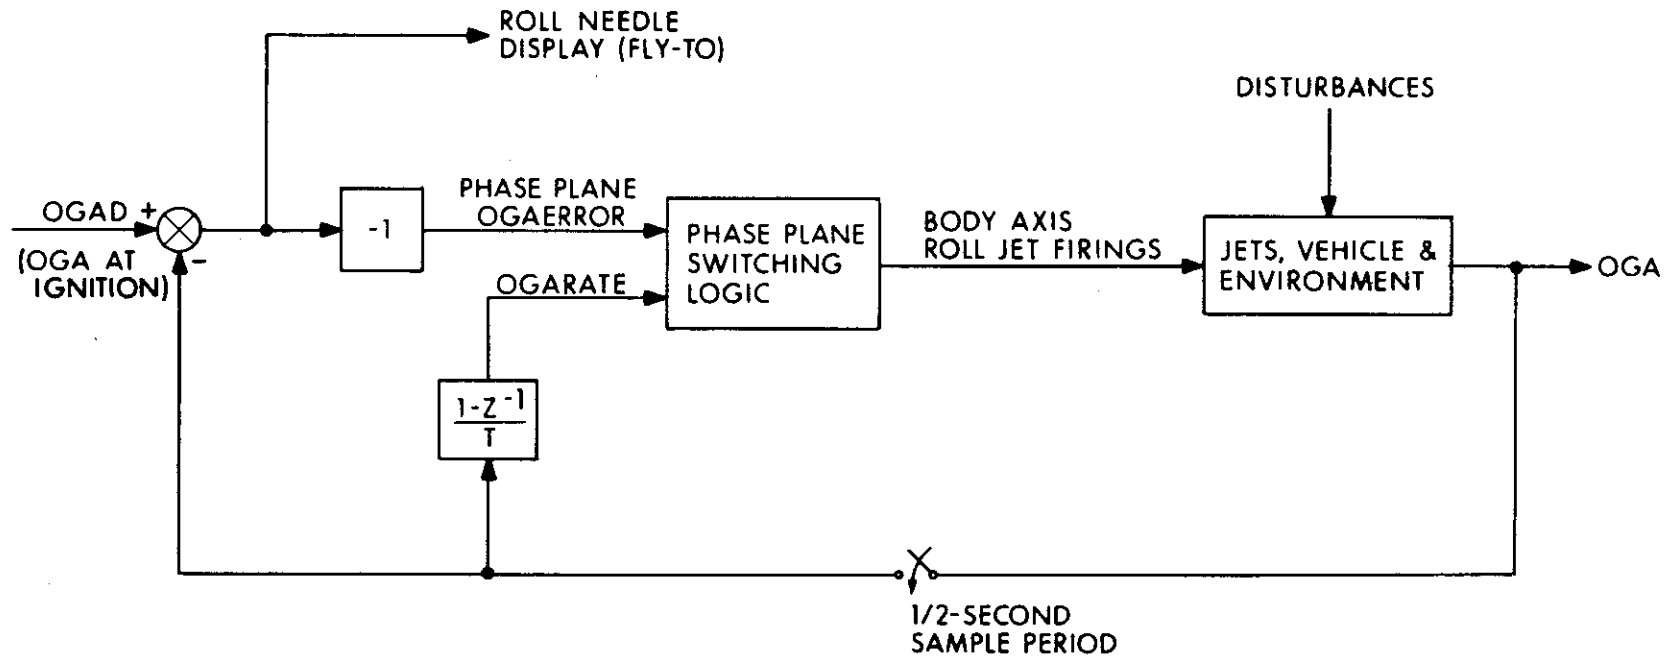 ROLL NEEDLE
DISPLAY (FLY-TO)
DISTURBANCES
OGAD +
(OGA AT
IGNITION)
-
-1
PHASE PLANE
OGAERROR
OGARATE
PHASE PLANE
SWITCHING
LOGIC
BODY AXIS
ROLL JET FIRINGS
JETS, VEHICLE &
ENVIRONMENT
OGA
1-Z⁻¹
T
1/2-SECOND
SAMPLE PERIOD